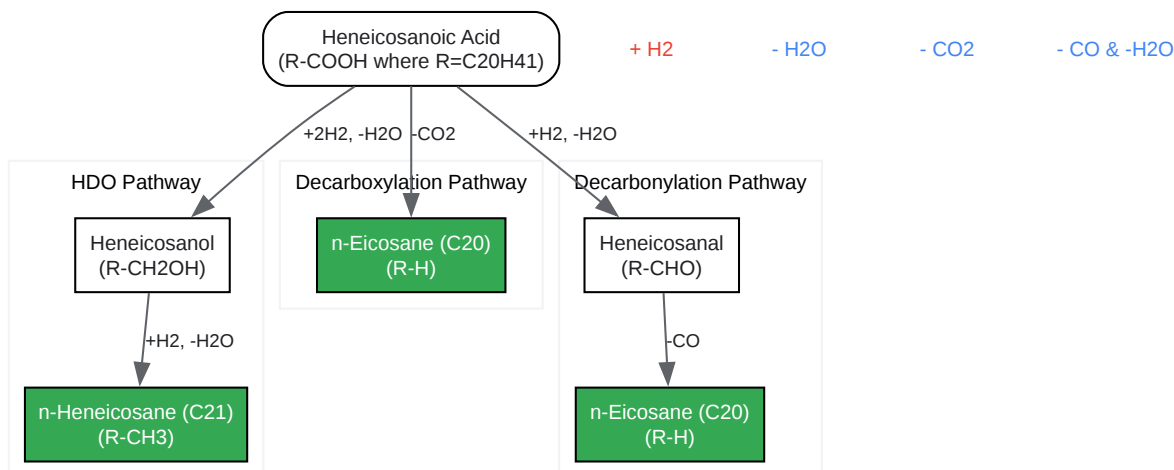 Heneicosanoic Acid
(R-COOH where R=C20H41)
+ H2
- H2O
- CO2
- CO & -H2O
+2H2, -H2O
-CO2
+H2, -H2O
HDO Pathway
Decarboxylation Pathway
Decarbonylation Pathway
Heneicosanol
(R-CH2OH)
n-Eicosane (C20)
(R-H)
Heneicosanal
(R-CHO)
+H2, -H2O
-CO
n-Heneicosane (C21)
(R-CH3)
n-Eicosane (C20)
(R-H)